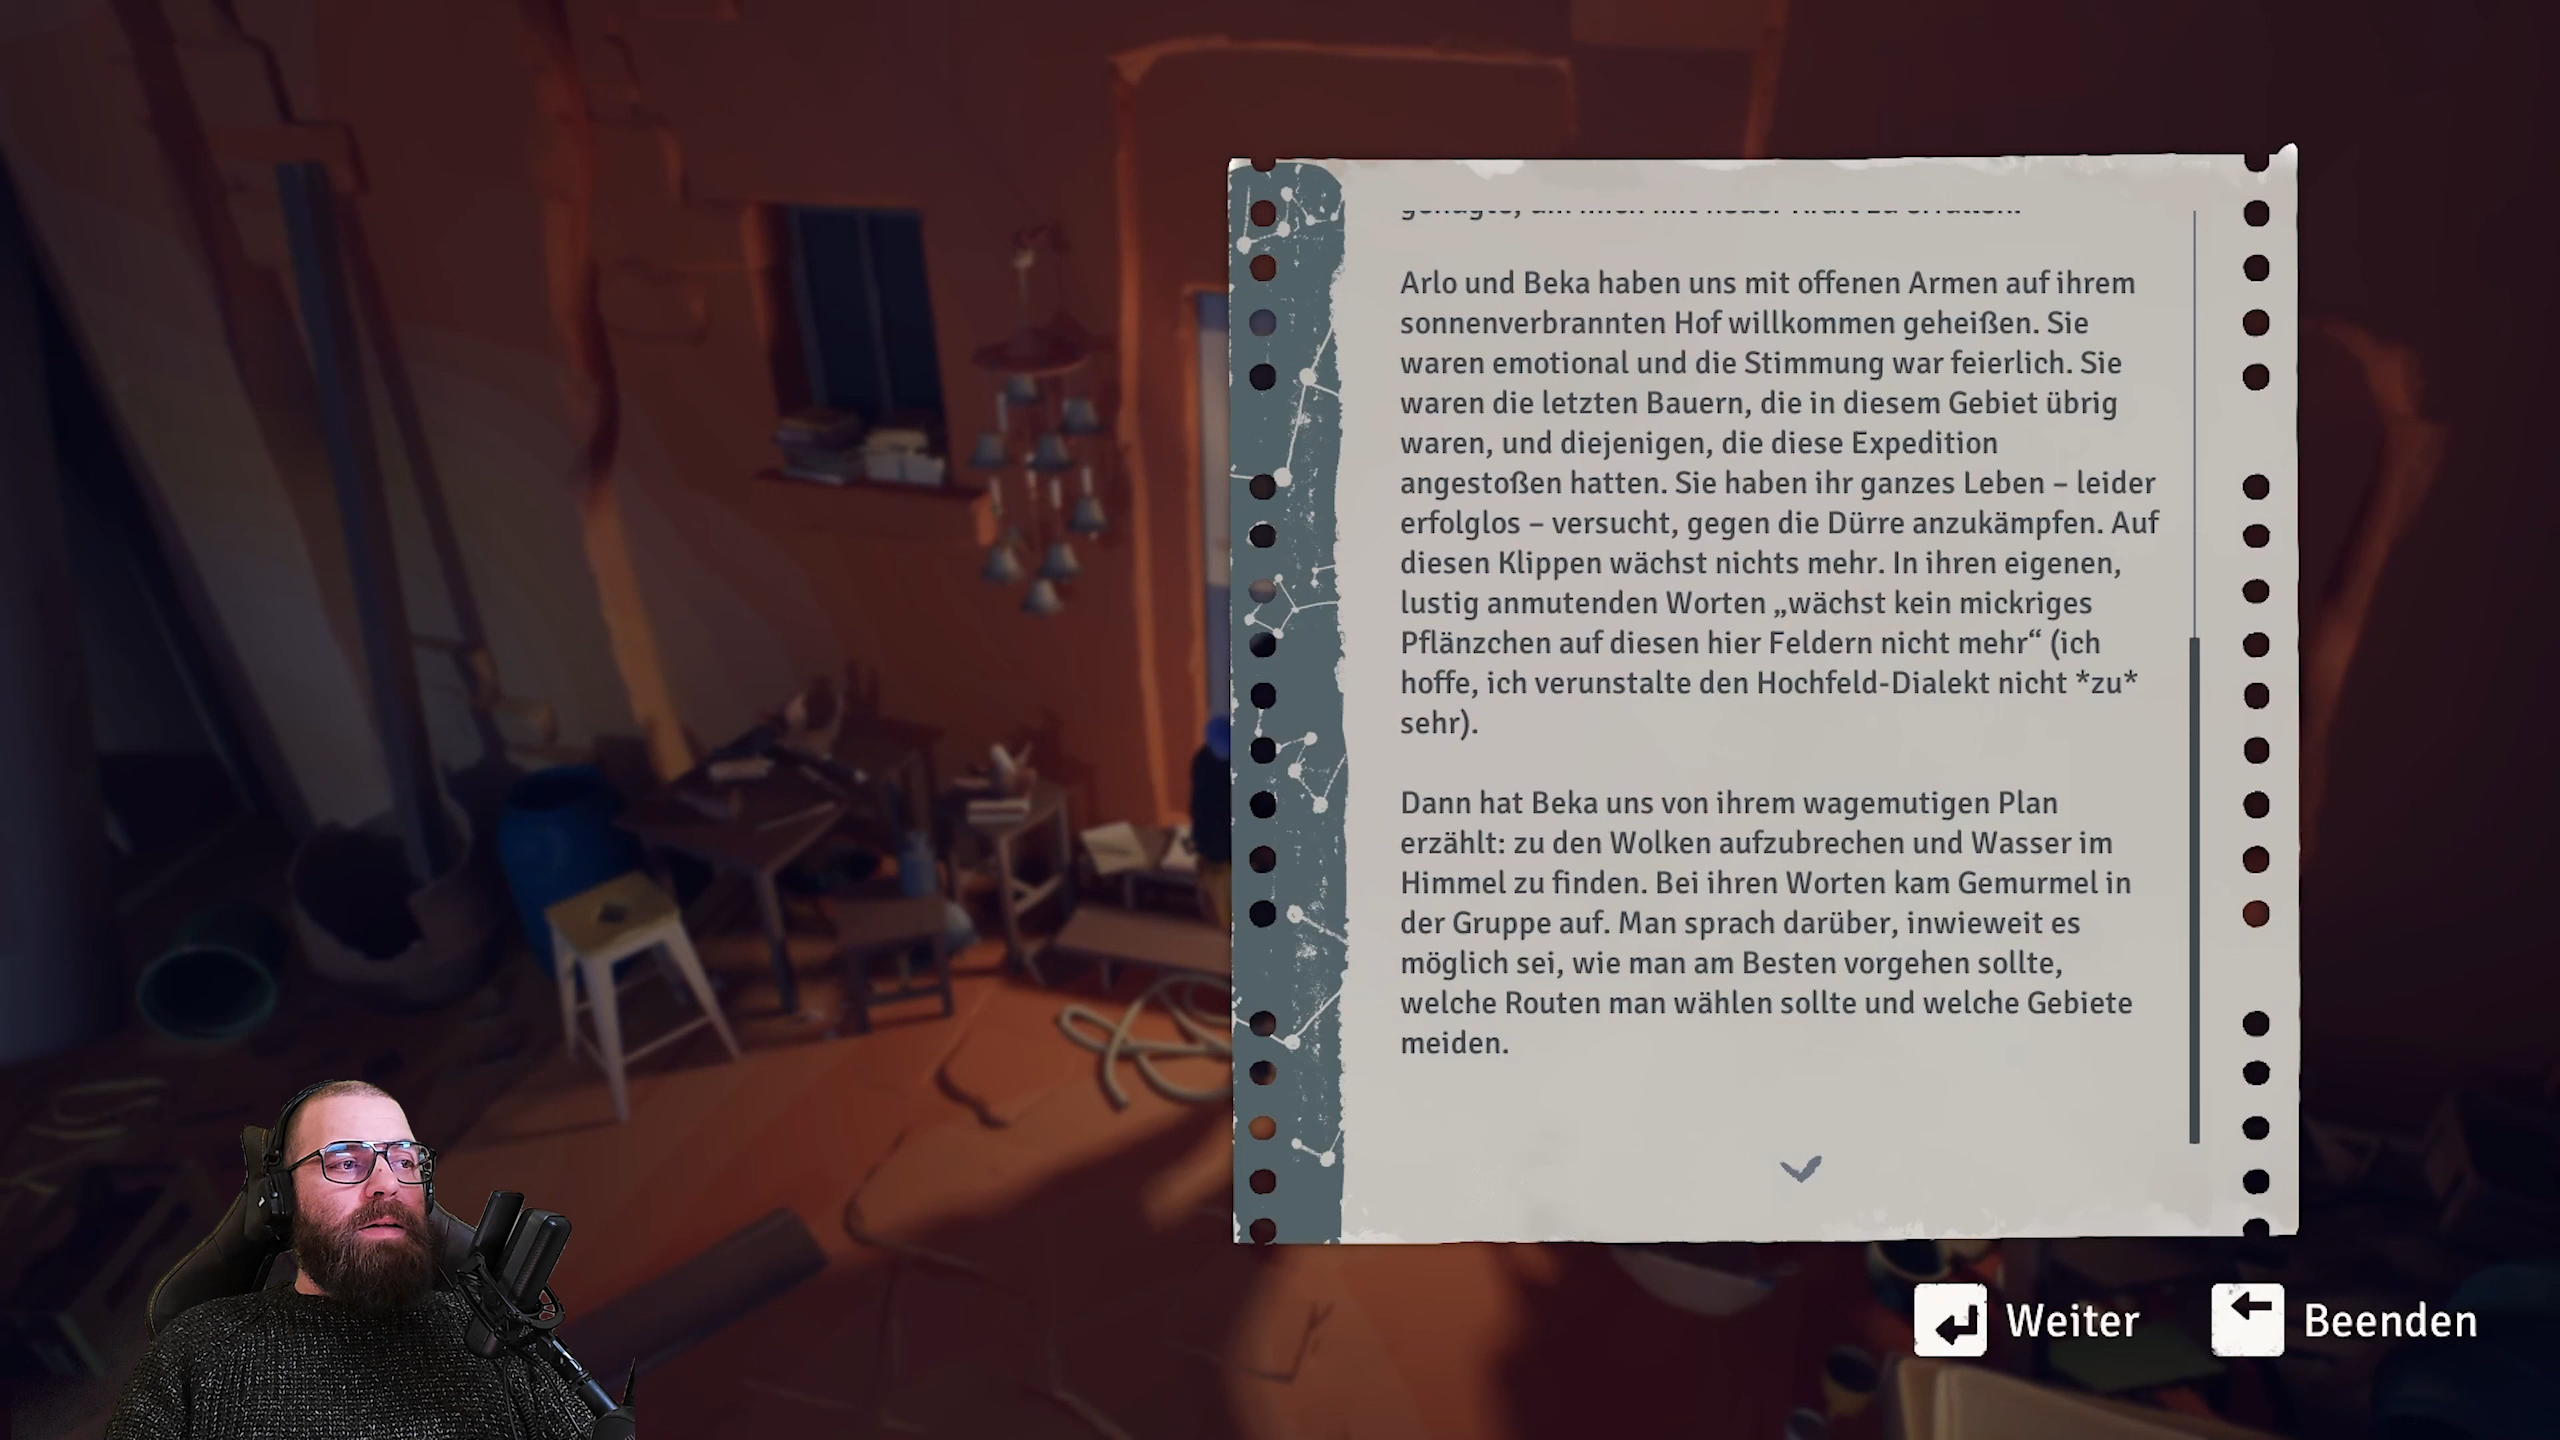 Arlo und Beka haben uns mit offenen Armen auf ihrem
sonnenverbrannten Hof willkommen geheißen. Sie
waren emotional und die Stimmung war feierlich. Sie
waren die letzten Bauern, die in diesem Gebiet übrig
waren, und diejenigen, die diese Expedition
angestoßen hatten. Sie haben ihr ganzes Leben – leider
erfolglos – versucht, gegen die Dürre anzukämpfen. Auf
diesen Klippen wächst nichts mehr. In ihren eigenen,
lustig anmutenden Worten „wächst kein mickriges
Pflänzchen auf diesen hier Feldern nicht mehr“ (ich
hoffe, ich verunstalte den Hochfeld-Dialekt nicht *zu*
sehr).
Dann hat Beka uns von ihrem wagemutigen Plan
erzählt: zu den Wolken aufzubrechen und Wasser im
Himmel zu finden. Bei ihren Worten kam Gemurmel in
der Gruppe auf. Man sprach darüber, inwieweit es
möglich sei, wie man am Besten vorgehen sollte,
welche Routen man wählen sollte und welche Gebiete
meiden.
Weiter
Beenden